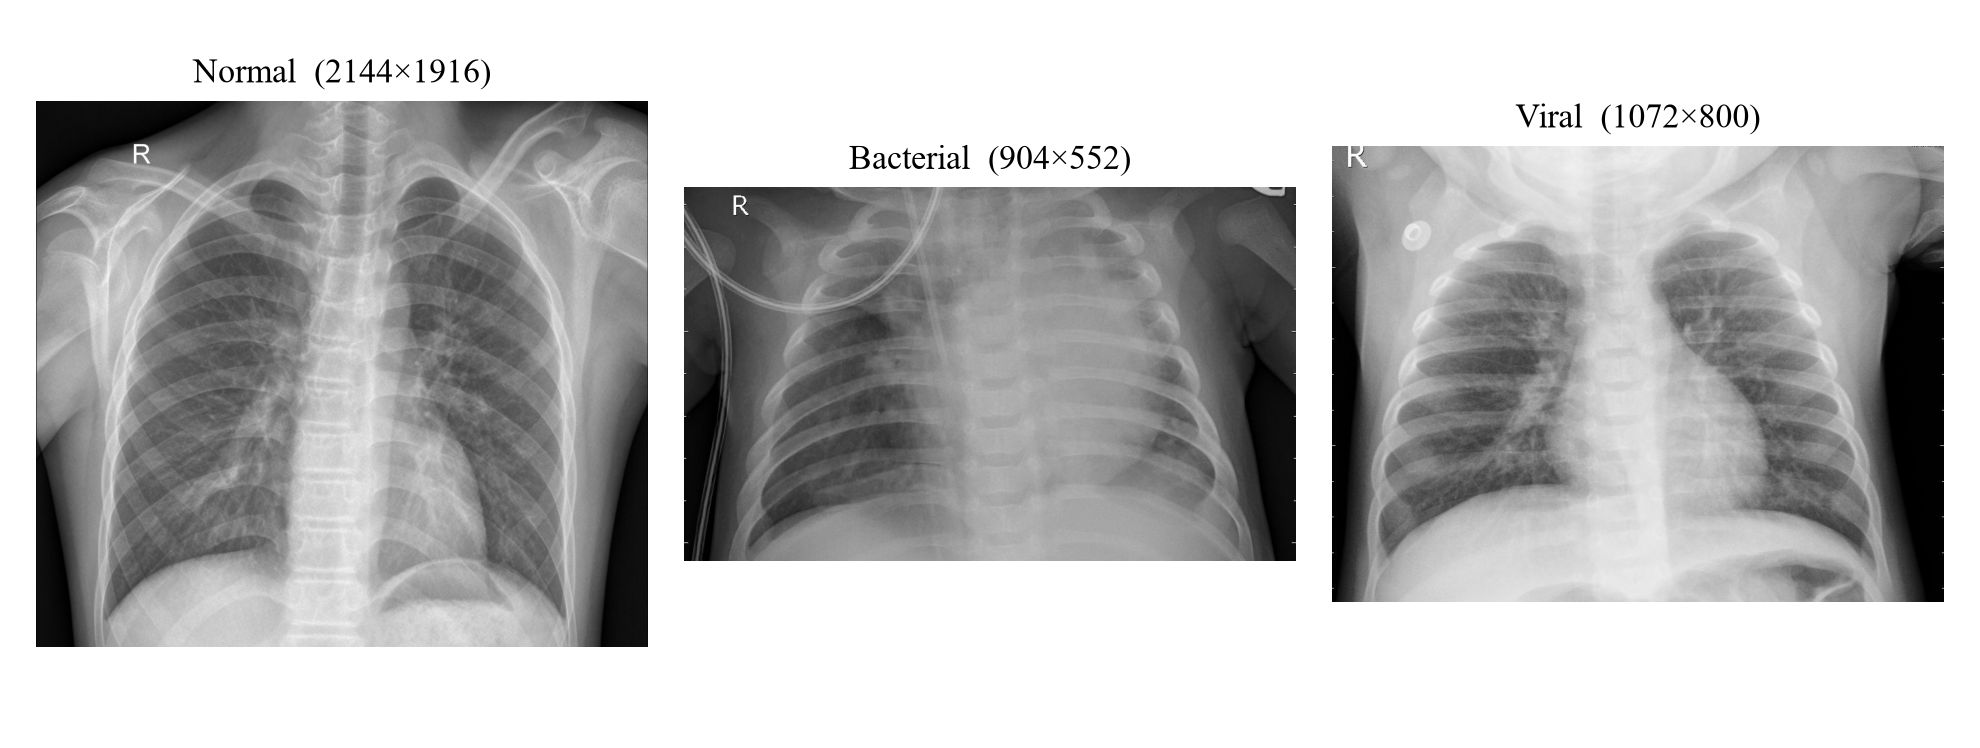 Normal (2144×1916)
R
Bacterial (904×552)
R
Viral (1072×800)
R